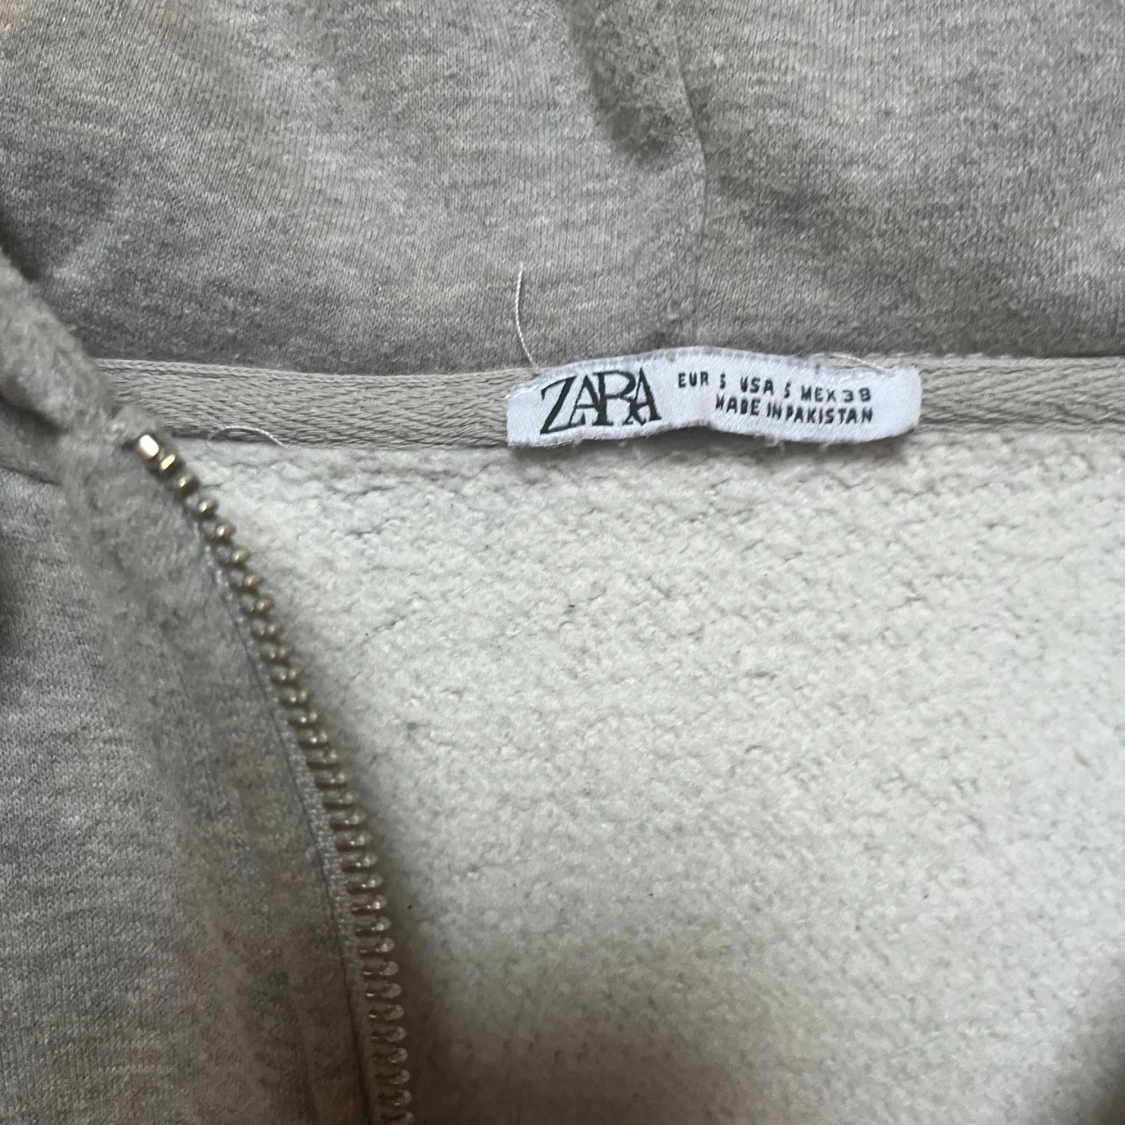 ZARA
EUR S USA S MEX 38
MADE IN PAKISTAN